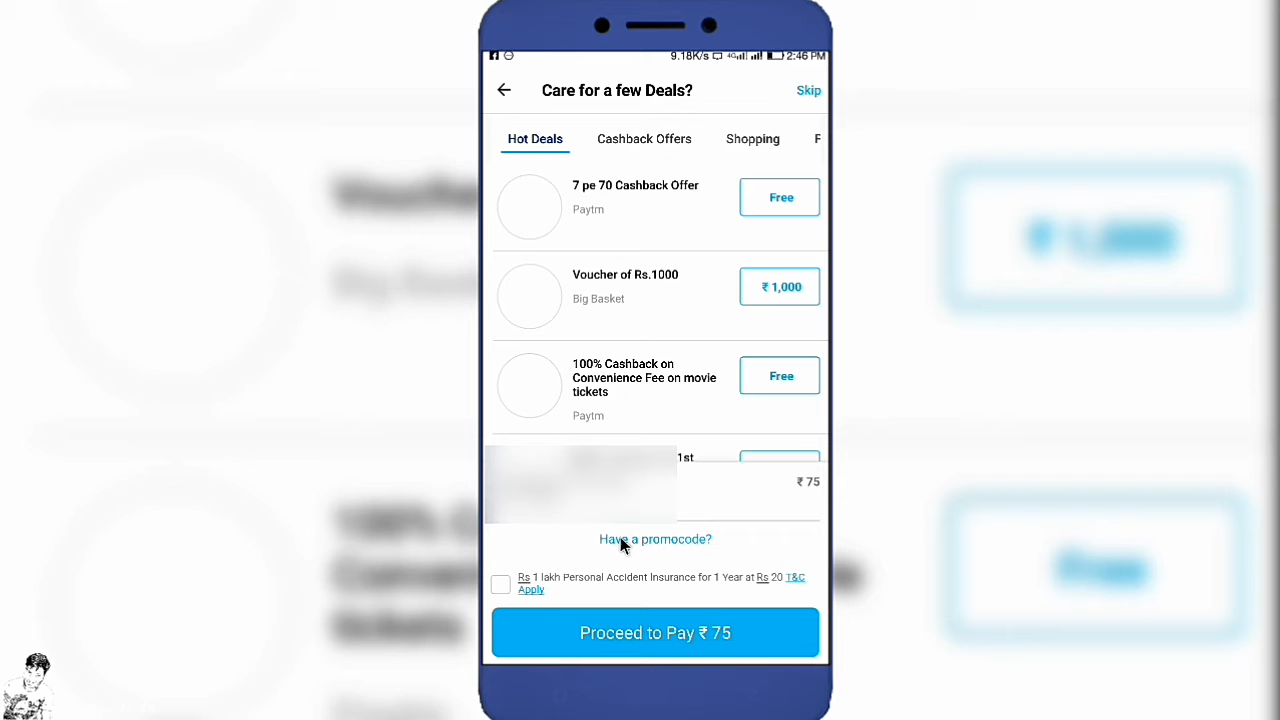 9.18K/s 4G 2:46 PM
Care for a few Deals?
Skip
Hot Deals
Cashback Offers
Shopping
F
7 pe 70 Cashback Offer
Paytm
Free
Voucher of Rs.1000
Big Basket
₹ 1,000
100% Cashback on
Convenience Fee on movie
tickets
Paytm
Free
1st
₹ 75
Have a promocode?
Rs 1 lakh Personal Accident Insurance for 1 Year at Rs 20 T&C
Apply
Proceed to Pay ₹ 75